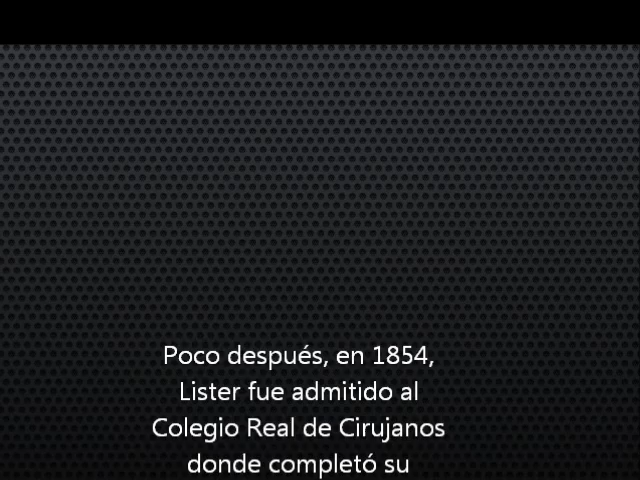 Poco después, en 1854,
Lister fue admitido al
Colegio Real de Cirujanos
donde completó su